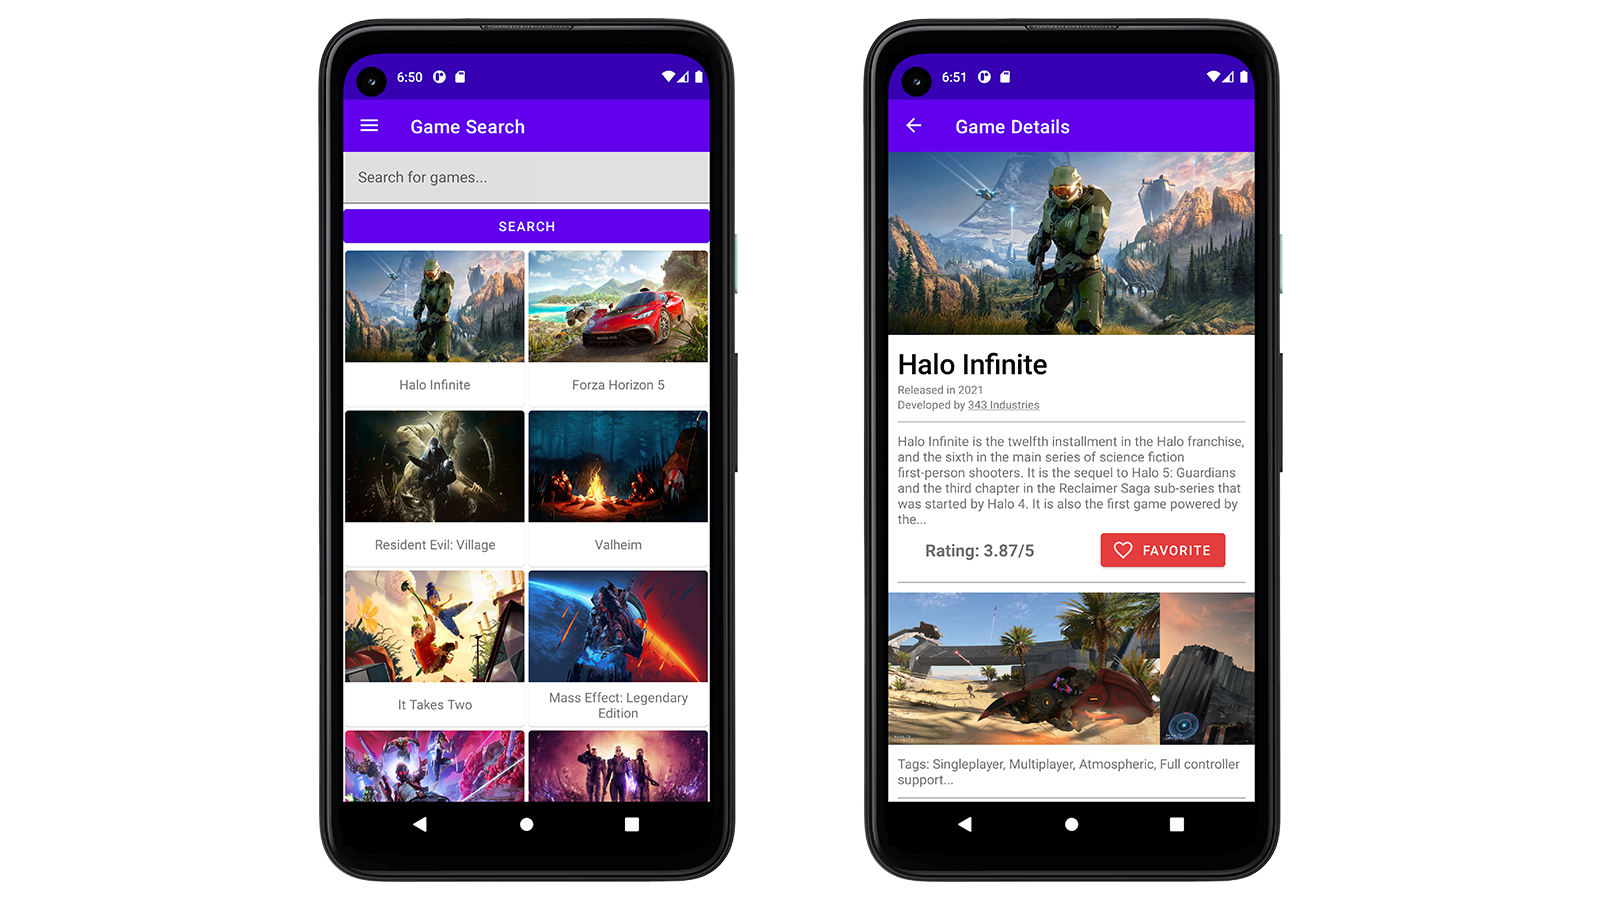 6:50
Game Search
Search for games...
SEARCH
Halo Infinite
Forza Horizon 5
Resident Evil: Village
Valheim
It Takes Two
Mass Effect: Legendary
Edition
6:51
Game Details
Halo Infinite
Released in 2021
Developed by 343 Industries
Halo Infinite is the twelfth installment in the Halo franchise,
and the sixth in the main series of science fiction
first-person shooters. It is the sequel to Halo 5: Guardians
and the third chapter in the Reclaimer Saga sub-series that
was started by Halo 4. It is also the first game powered by
the...
Rating: 3.87/5
FAVORITE
Tags: Singleplayer, Multiplayer, Atmospheric, Full controller
support...